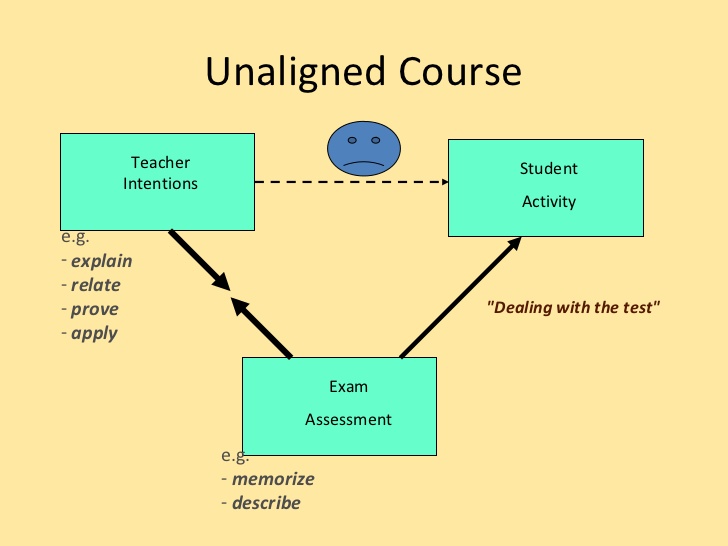 Unaligned Course
Teacher
Intentions
Student
Activity
e.g.
- explain
- relate
- prove
- apply
"Dealing with the test"
Exam
Assessment
e.g.
- memorize
- describe